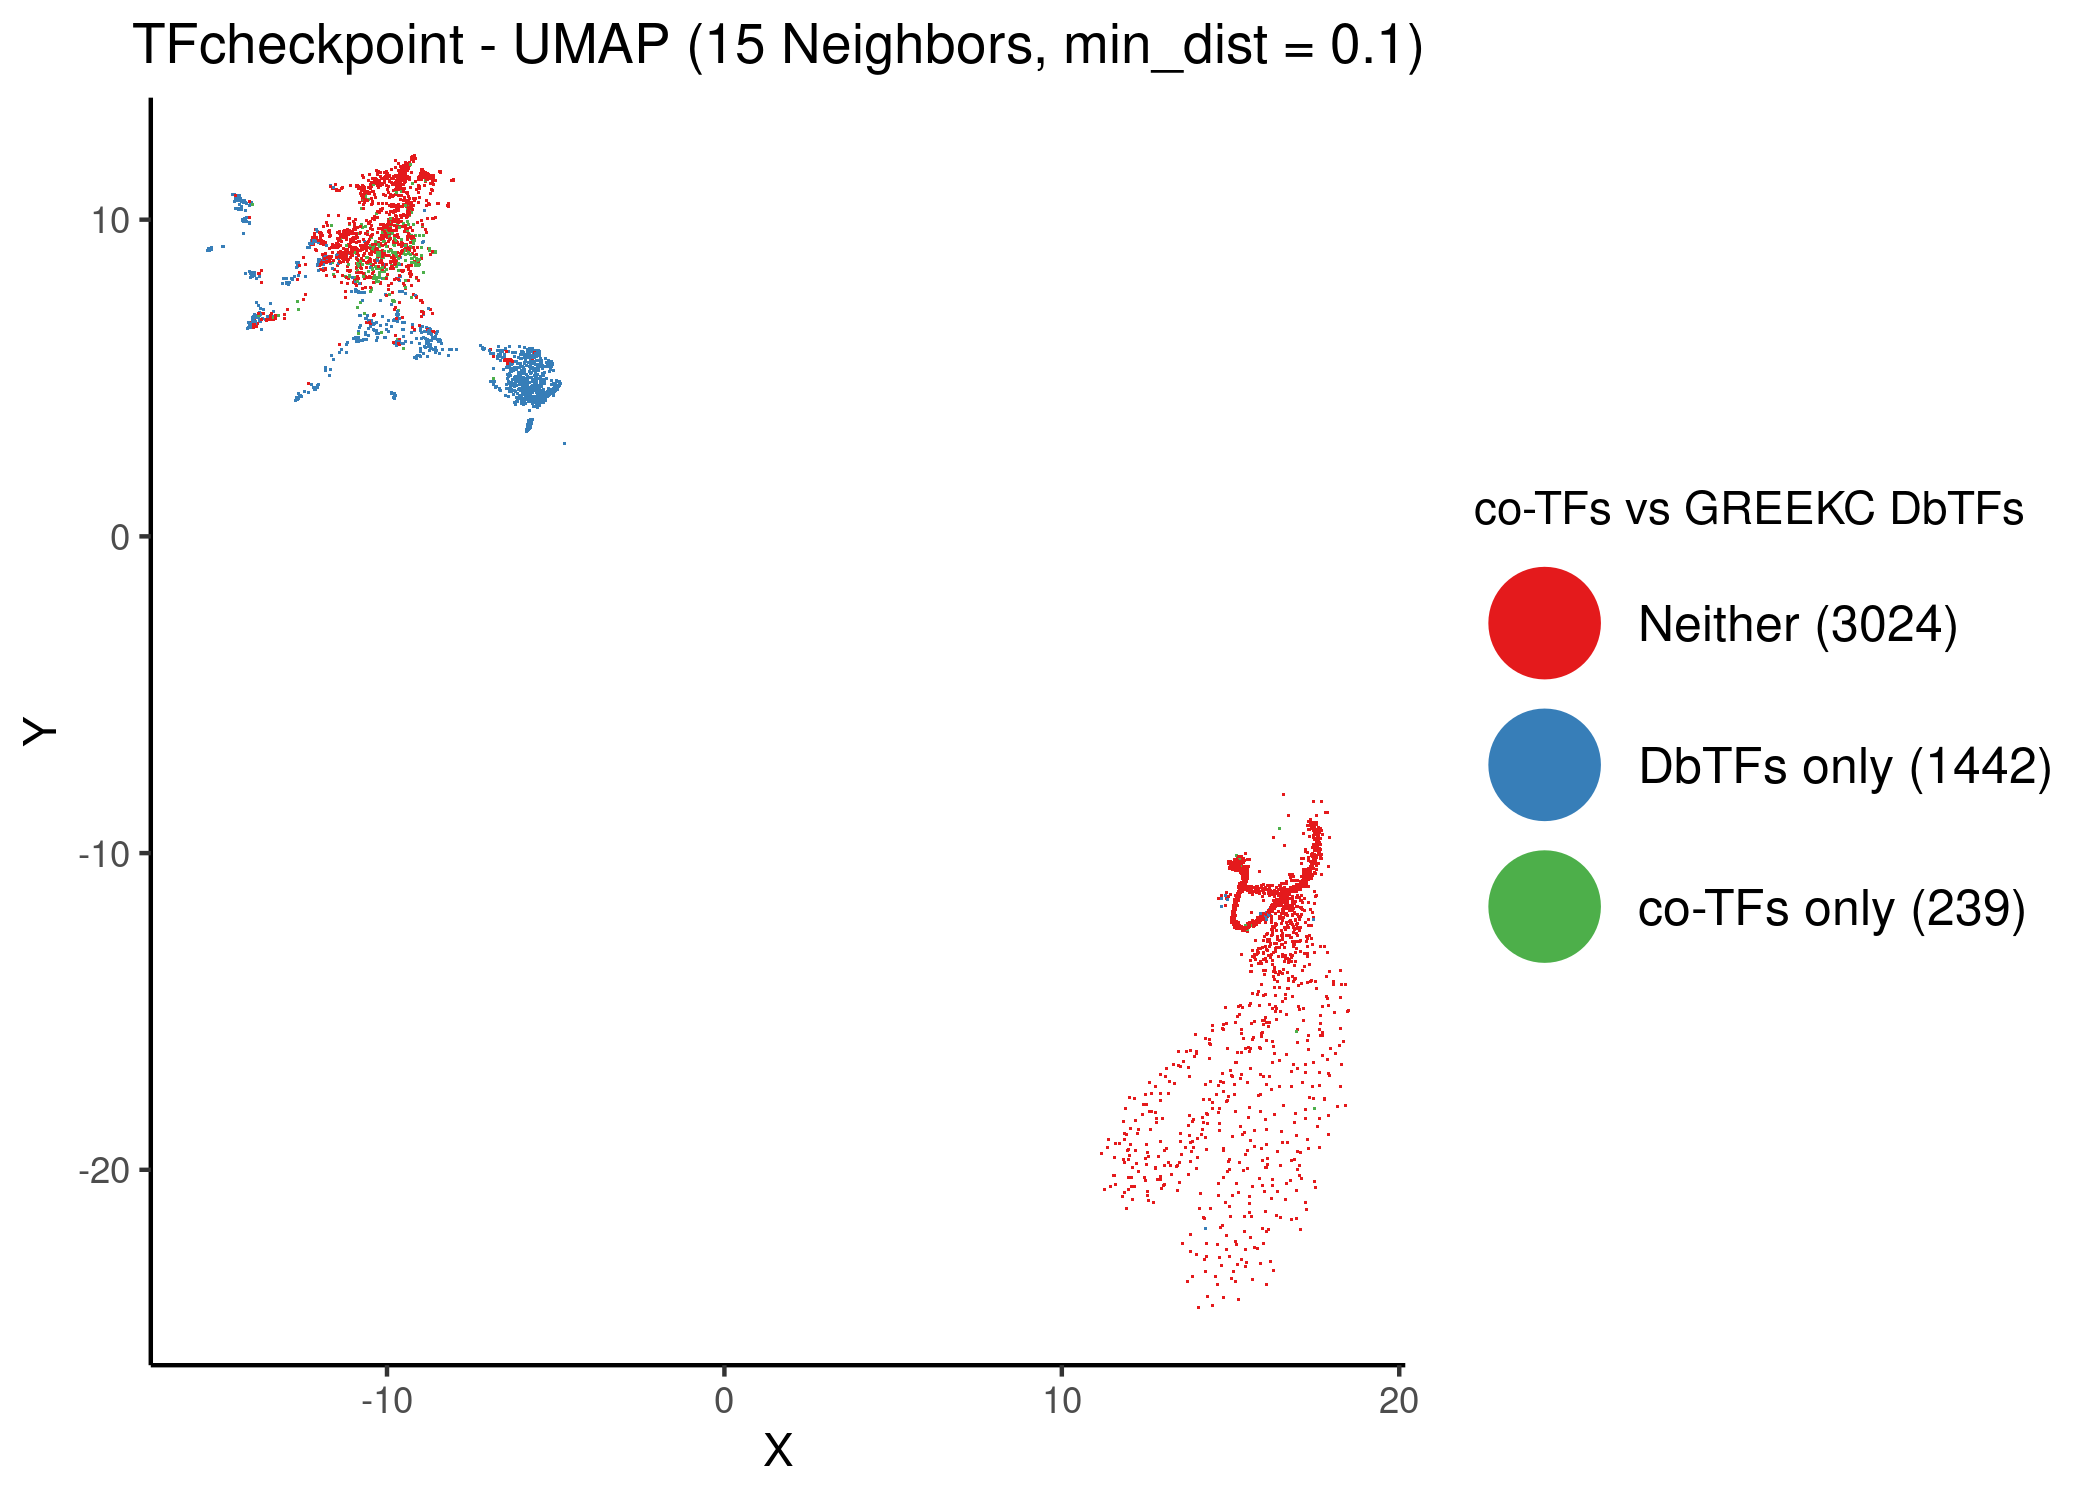 TFcheckpoint - UMAP (15 Neighbors, min_dist = 0.1)
10
0
-10
-20
Y
-10
0
10
20
X
co-TFs vs GREEKC DbTFs
Neither (3024)
DbTFs only (1442)
co-TFs only (239)